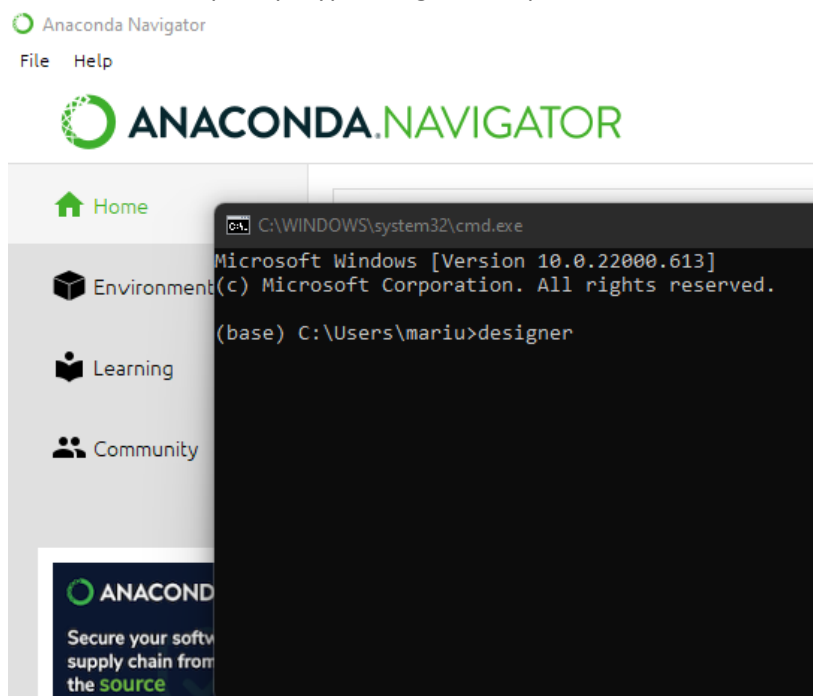 Anaconda Navigator
File Help
ANACONDA.NAVIGATOR
Home
C:\WINDOWS\system32\cmd.exe
Microsoft Windows [Version 10.0.22000.613]
(c) Microsoft Corporation. All rights reserved.
(base) C:\Users\mariu>designer
Environment
Learning
Community
ANACOND
Secure your softw
supply chain from
the source